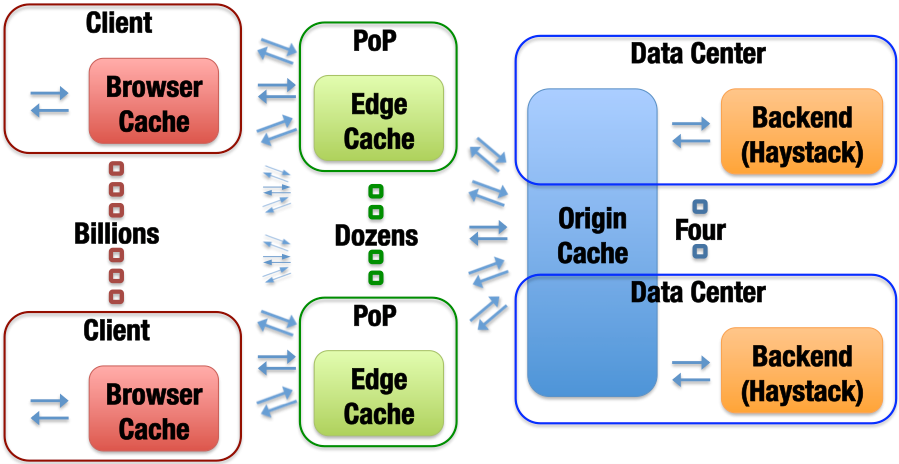 Client
Browser
Cache
Billions
Client
Browser
Cache
PoP
Edge
Cache
Dozens
PoP
Edge
Cache
Data Center
Origin
Cache
Backend
(Haystack)
Four
Data Center
Backend
(Haystack)